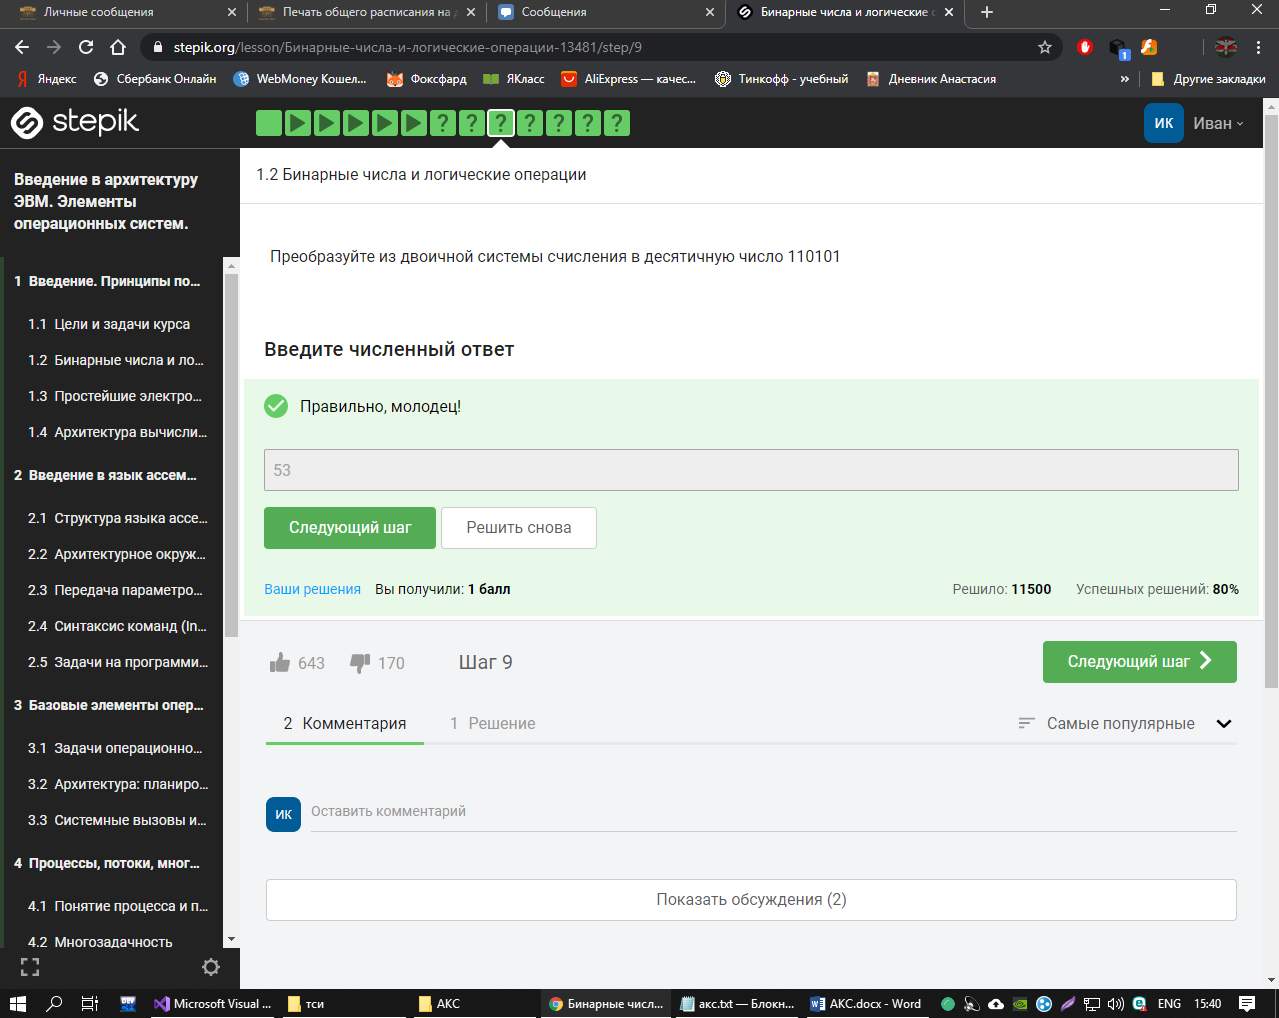 Личные сообщения
Печать общего расписания на д
Сообщения
Бинарные числа и логические о
stepik.org/lesson/Бинарные-числа-и-логические-операции-13481/step/9
Яндекс
Сбербанк Онлайн
WebMoney Кошел...
Фоксфорд
ЯКласс
AliExpress — качес...
Тинкофф - учебный
Дневник Анастасия
»
Другие закладки
stepik
ИК
Иван
Введение в архитектуру
ЭВМ. Элементы
операционных систем.
1 Введение. Принципы по...
1.1 Цели и задачи курса
1.2 Бинарные числа и ло...
1.3 Простейшие электро...
1.4 Архитектура вычисли...
2 Введение в язык ассем...
2.1 Структура языка ассе...
2.2 Архитектурное окруж...
2.3 Передача параметро...
2.4 Синтаксис команд (In...
2.5 Задачи на программи...
3 Базовые элементы опер...
3.1 Задачи операционно...
3.2 Архитектура: планиро...
3.3 Системные вызовы и...
4 Процессы, потоки, мног...
4.1 Понятие процесса и п...
4.2 Многозадачность
1.2 Бинарные числа и логические операции
Преобразуйте из двоичной системы счисления в десятичную число 110101
Введите численный ответ
Правильно, молодец!
53
Следующий шаг
Решить снова
Ваши решения
Вы получили: 1 балл
Решило: 11500
Успешных решений: 80%
643
170
Шаг 9
Следующий шаг
2 Комментария
1 Решение
Самые популярные
ИК
Оставить комментарий
Показать обсуждения (2)
Microsoft Visual ...
тси
АКС
Бинарные числ...
акс.txt — Блокн...
АКС.docx - Word
ENG
15:40